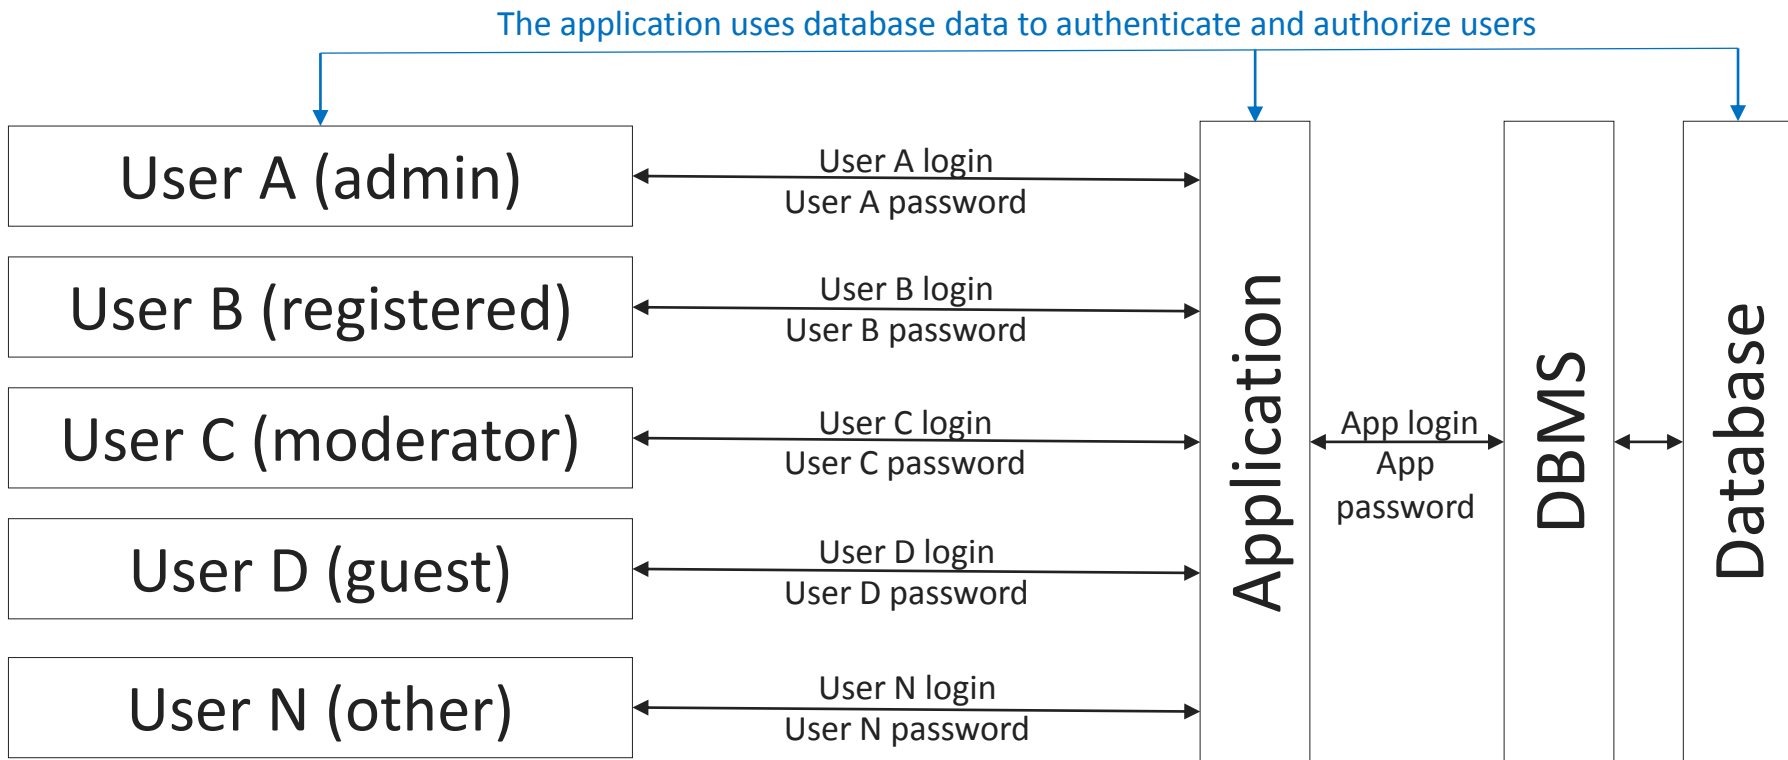 The application uses database data to authenticate and authorize users
User A (admin)
User A login
User A password
User B (registered)
User B login
User B password
User C (moderator)
User C login
User C password
User D (guest)
User D login
User D password
User N (other)
User N login
User N password
Application
App login
App
password
DBMS
Database